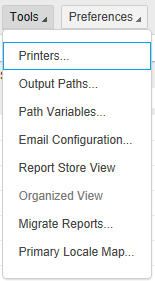 Tools Preferences
Printers...
Output Paths...
Path Variables...
Email Configuration...
Report Store View
Organized View
Migrate Reports...
Primary Locale Map...